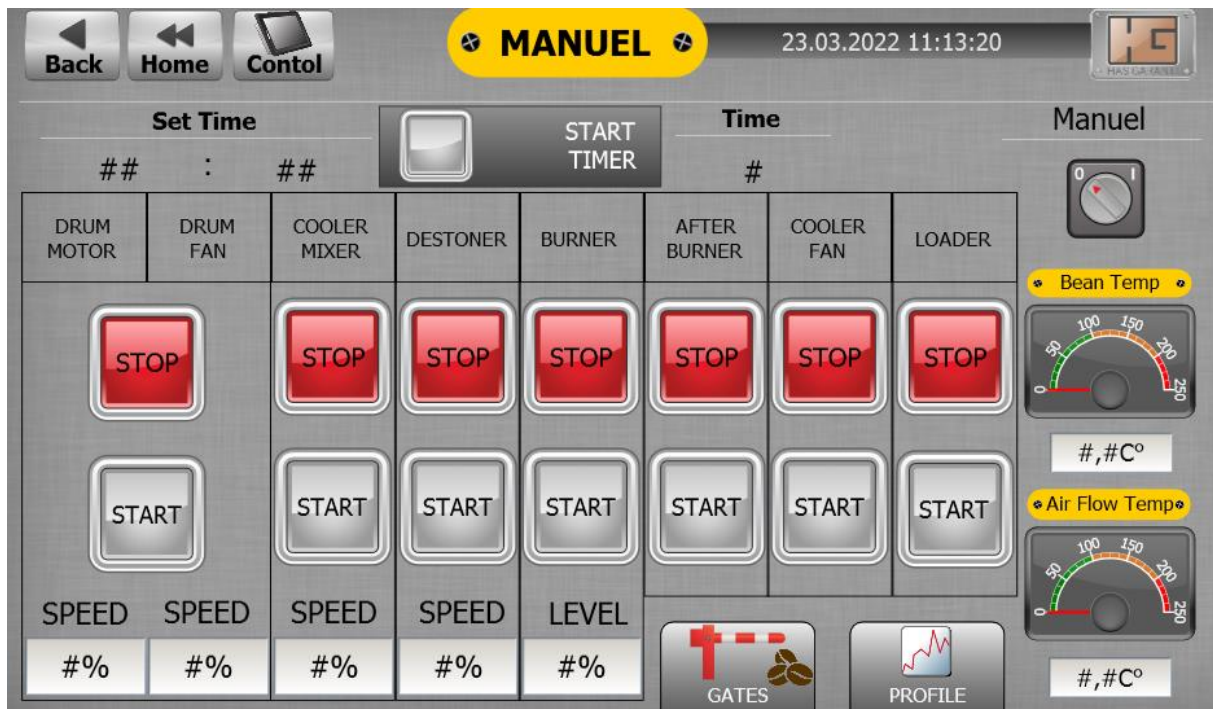 Back
Home
Contol
MANUEL
23.03.2022 11:13:20
HG
HAS GARANTİ
Set Time
## : ##
START
TIMER
Time
#
Manuel
0 I
DRUM
MOTOR
DRUM
FAN
COOLER
MIXER
DESTONER
BURNER
AFTER
BURNER
COOLER
FAN
LOADER
STOP STOP STOP STOP STOP STOP STOP
START START START START START START START
SPEED SPEED SPEED SPEED LEVEL
#% #% #% #% #%
GATES
PROFILE
Bean Temp
0 50 100 150 200 250
#,#C°
Air Flow Temp
0 50 100 150 200 250
#,#C°